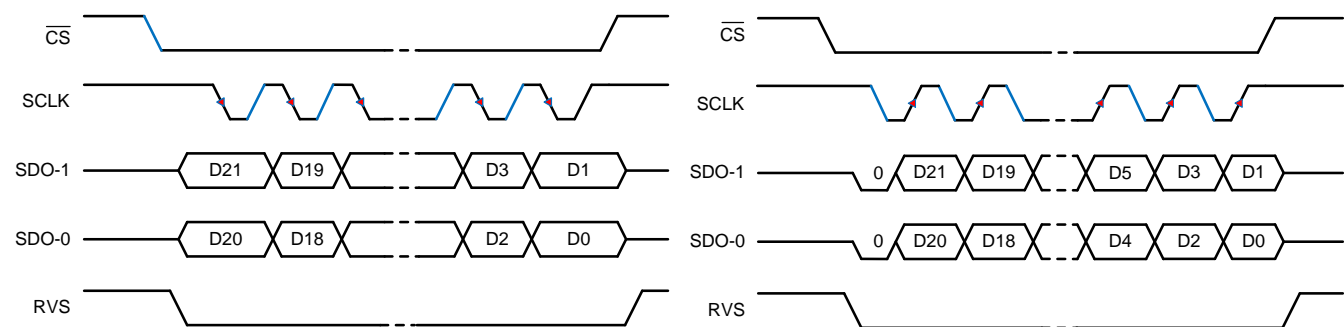 CS
SCLK
SDO-1 D21 D19 D3 D1
SDO-0 D20 D18 D2 D0
RVS
CS
SCLK
SDO-1 0 D21 D19 D5 D3 D1
SDO-0 0 D20 D18 D4 D2 D0
RVS